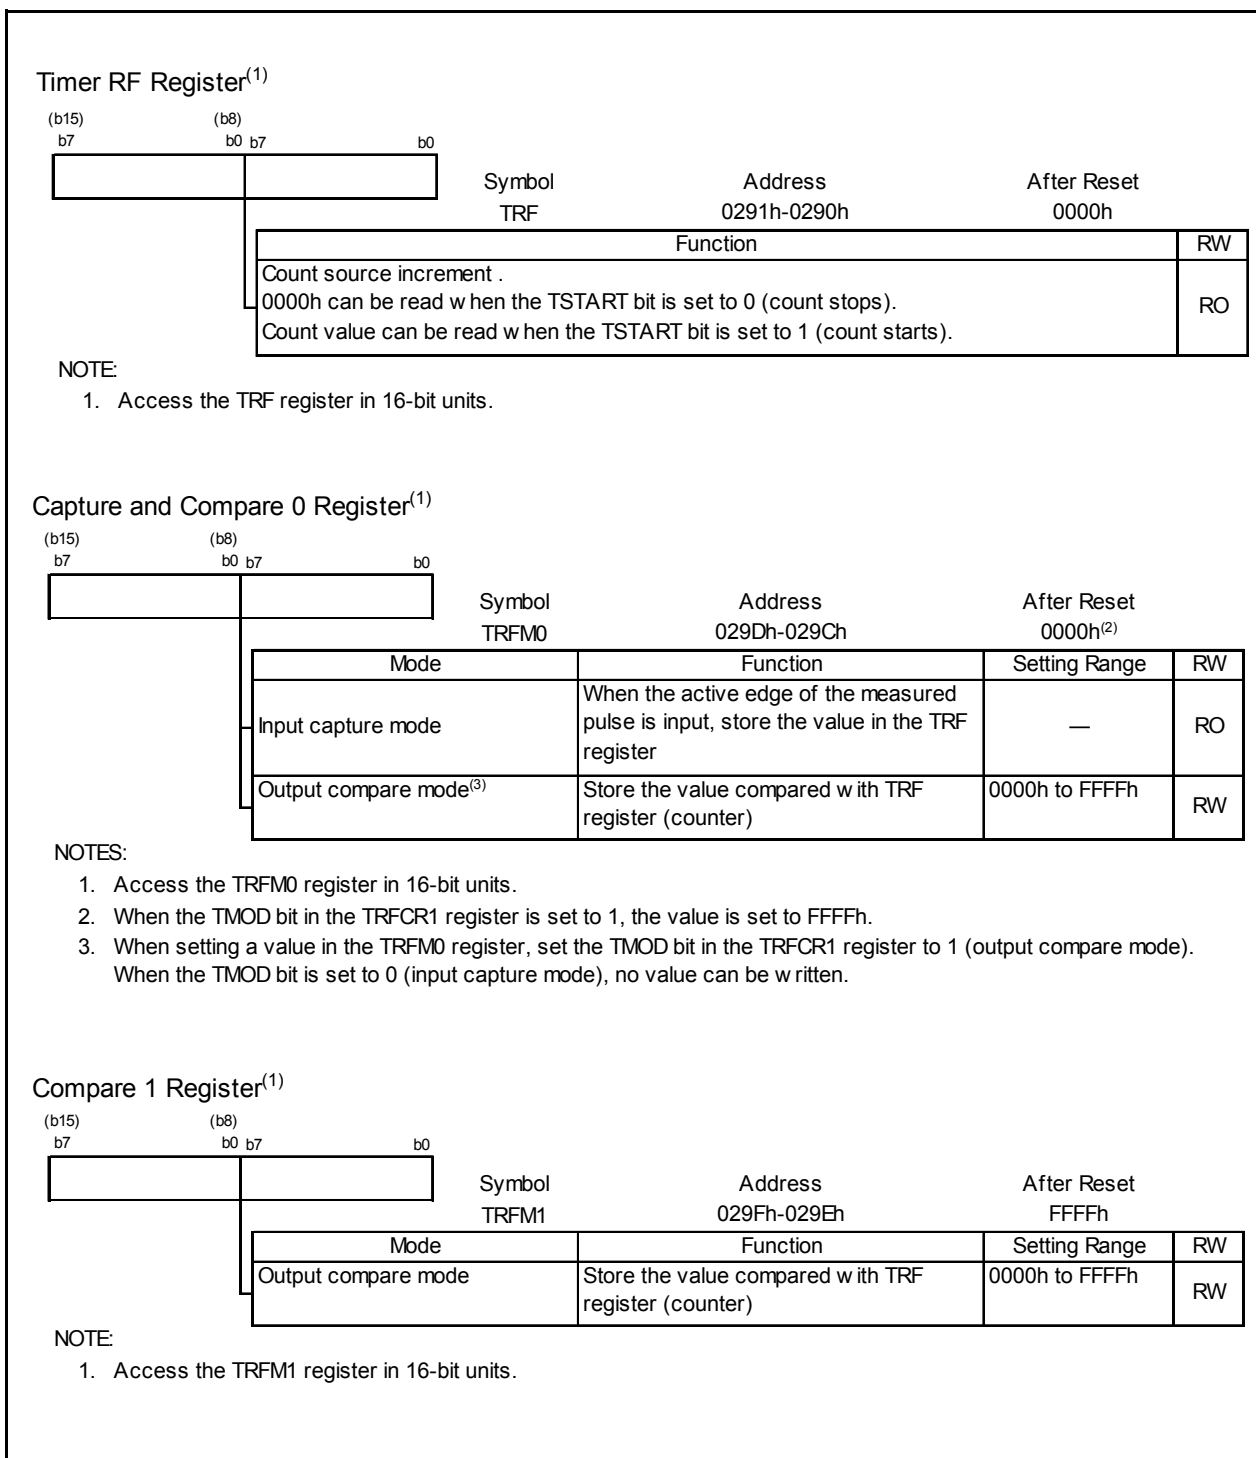 Timer RF Register(1)
(b15) (b8)
b7 b0 b7 b0
Symbol Address After Reset
TRF 0291h-0290h 0000h
Function RW
Count source increment .
0000h can be read w hen the TSTART bit is set to 0 (count stops).
RO
Count value can be read w hen the TSTART bit is set to 1 (count starts).
NOTE:
1. Access the TRF register in 16-bit units.
Capture and Compare 0 Register(1)
(b15) (b8)
b7 b0 b7 b0
Symbol Address After Reset
TRFM0 029Dh-029Ch 0000h(2)
Mode Function Setting Range RW
When the active edge of the measured
Input capture mode pulse is input, store the value in the TRF — RO
register
Output compare mode(3) Store the value compared w ith TRF 0000h to FFFFh
register (counter) RW
NOTES:
1. Access the TRFM0 register in 16-bit units.
2. When the TMOD bit in the TRFCR1 register is set to 1, the value is set to FFFFh.
3. When setting a value in the TRFM0 register, set the TMOD bit in the TRFCR1 register to 1 (output compare mode).
When the TMOD bit is set to 0 (input capture mode), no value can be w ritten.
Compare 1 Register(1)
(b15) (b8)
b7 b0 b7 b0
Symbol Address After Reset
TRFM1 029Fh-029Eh FFFFh
Mode Function Setting Range RW
Output compare mode Store the value compared w ith TRF 0000h to FFFFh
register (counter) RW
NOTE:
1. Access the TRFM1 register in 16-bit units.